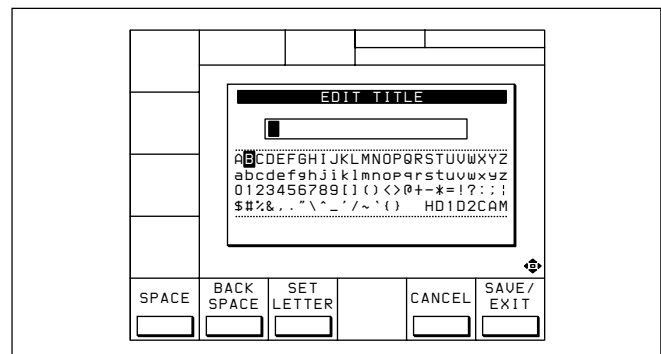 EDIT TITLE
ABCDEFGHIJKLMNOPQRSTUVWXYZ
abcdefghijklmnopqrstuvwxyz
0123456789[]()<>@+-*=!?:;¦
$#%&,."\^_'/~`{} HD1D2CAM
SPACE
BACK SPACE
SET LETTER
CANCEL
SAVE/ EXIT